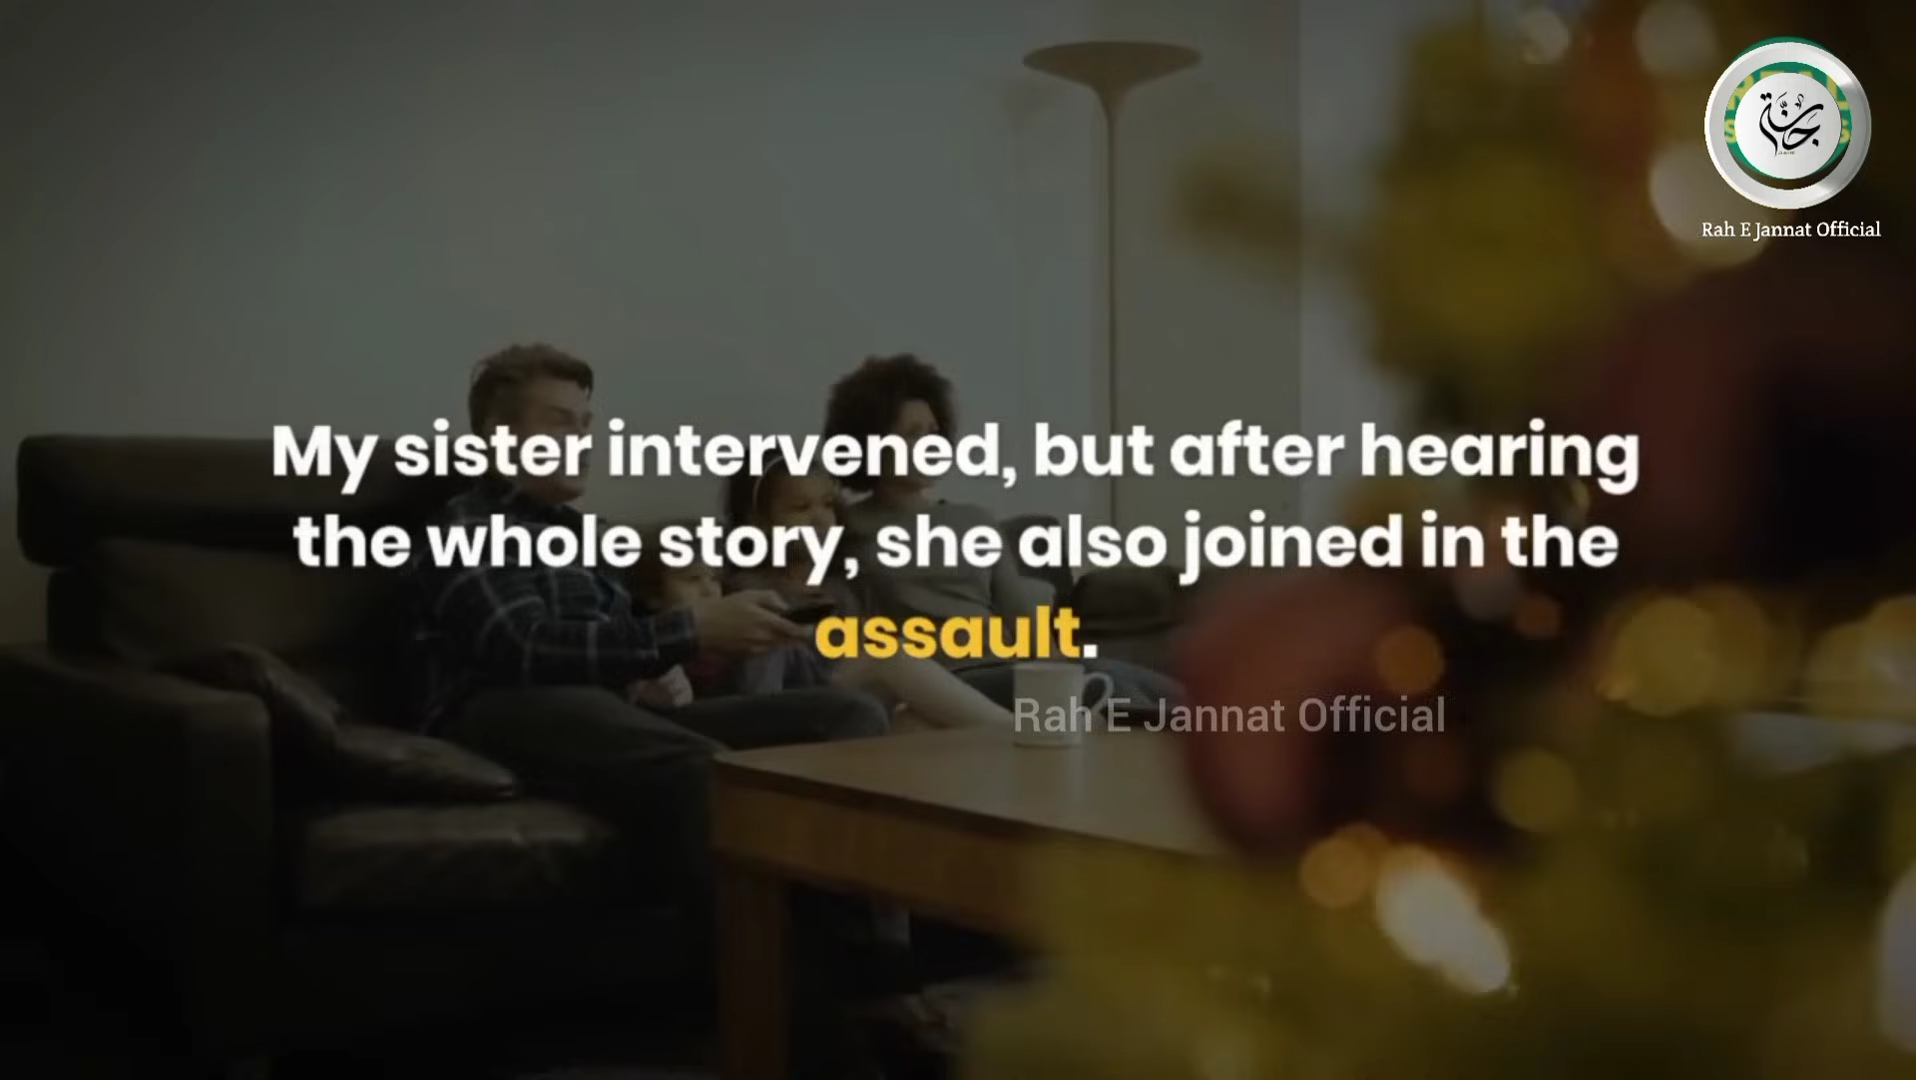 جنّة
Rah E Jannat Official
My sister intervened, but after hearing
the whole story, she also joined in the
assault.
Rah E Jannat Official